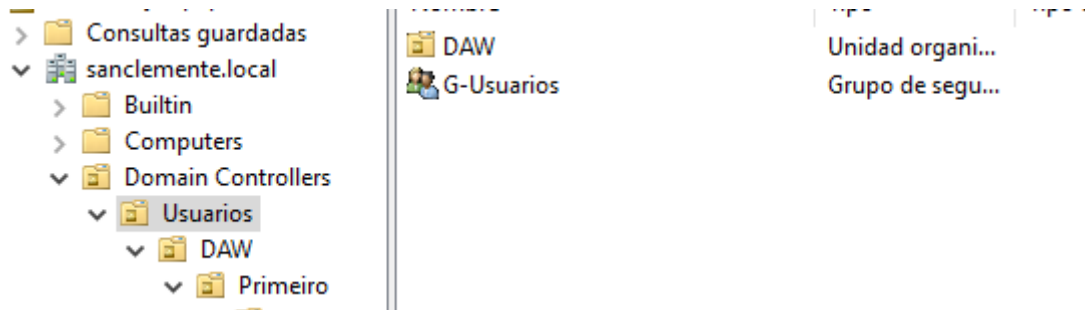 Consultas guardadas
sanclemente.local
Builtin
Computers
Domain Controllers
Usuarios
DAW
Primeiro
DAW Unidad organi...
G-Usuarios Grupo de segu...